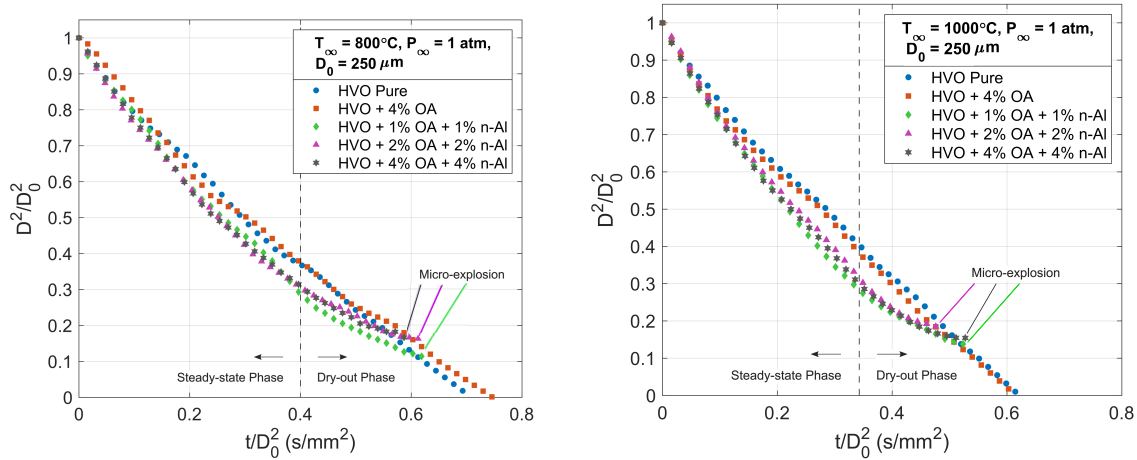 T∞ = 800°C, P∞ = 1 atm,
D0 = 250 μm
HVO Pure
HVO + 4% OA
HVO + 1% OA + 1% n-Al
HVO + 2% OA + 2% n-Al
HVO + 4% OA + 4% n-Al
1
0.9
0.8
0.7
0.6
0.5
0.4
0.3
0.2
0.1
0
D²/D0²
Micro-explosion
Steady-state Phase
Dry-out Phase
0
0.2
0.4
0.6
0.8
t/D0² (s/mm²)
T∞ = 1000°C, P∞ = 1 atm,
D0 = 250 μm
HVO Pure
HVO + 4% OA
HVO + 1% OA + 1% n-Al
HVO + 2% OA + 2% n-Al
HVO + 4% OA + 4% n-Al
1
0.9
0.8
0.7
0.6
0.5
0.4
0.3
0.2
0.1
0
D²/D0²
Micro-explosion
Steady-state Phase
Dry-out Phase
0
0.2
0.4
0.6
0.8
t/D0² (s/mm²)